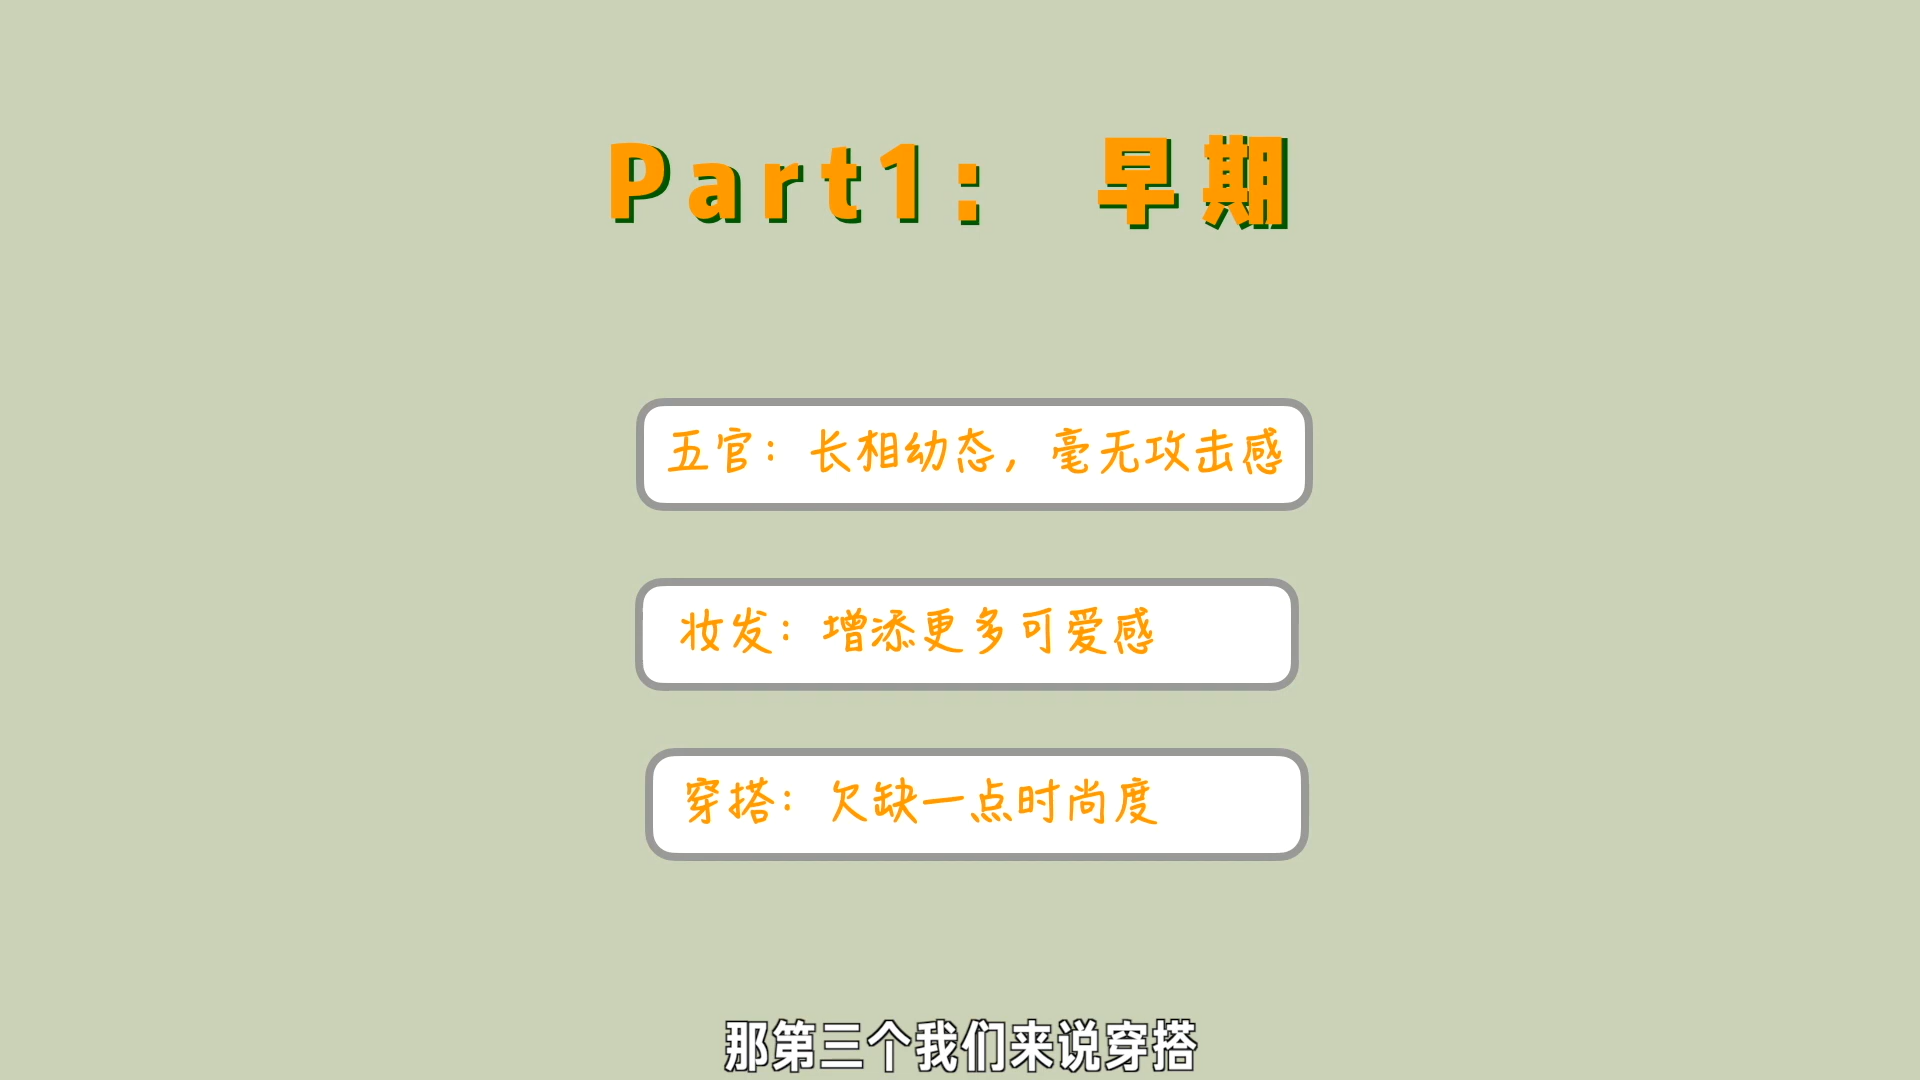 Part1： 早期
五官：长相幼态，毫无攻击感
妆发：增添更多可爱感
穿搭：欠缺一点时尚度
那第三个我们来说穿搭